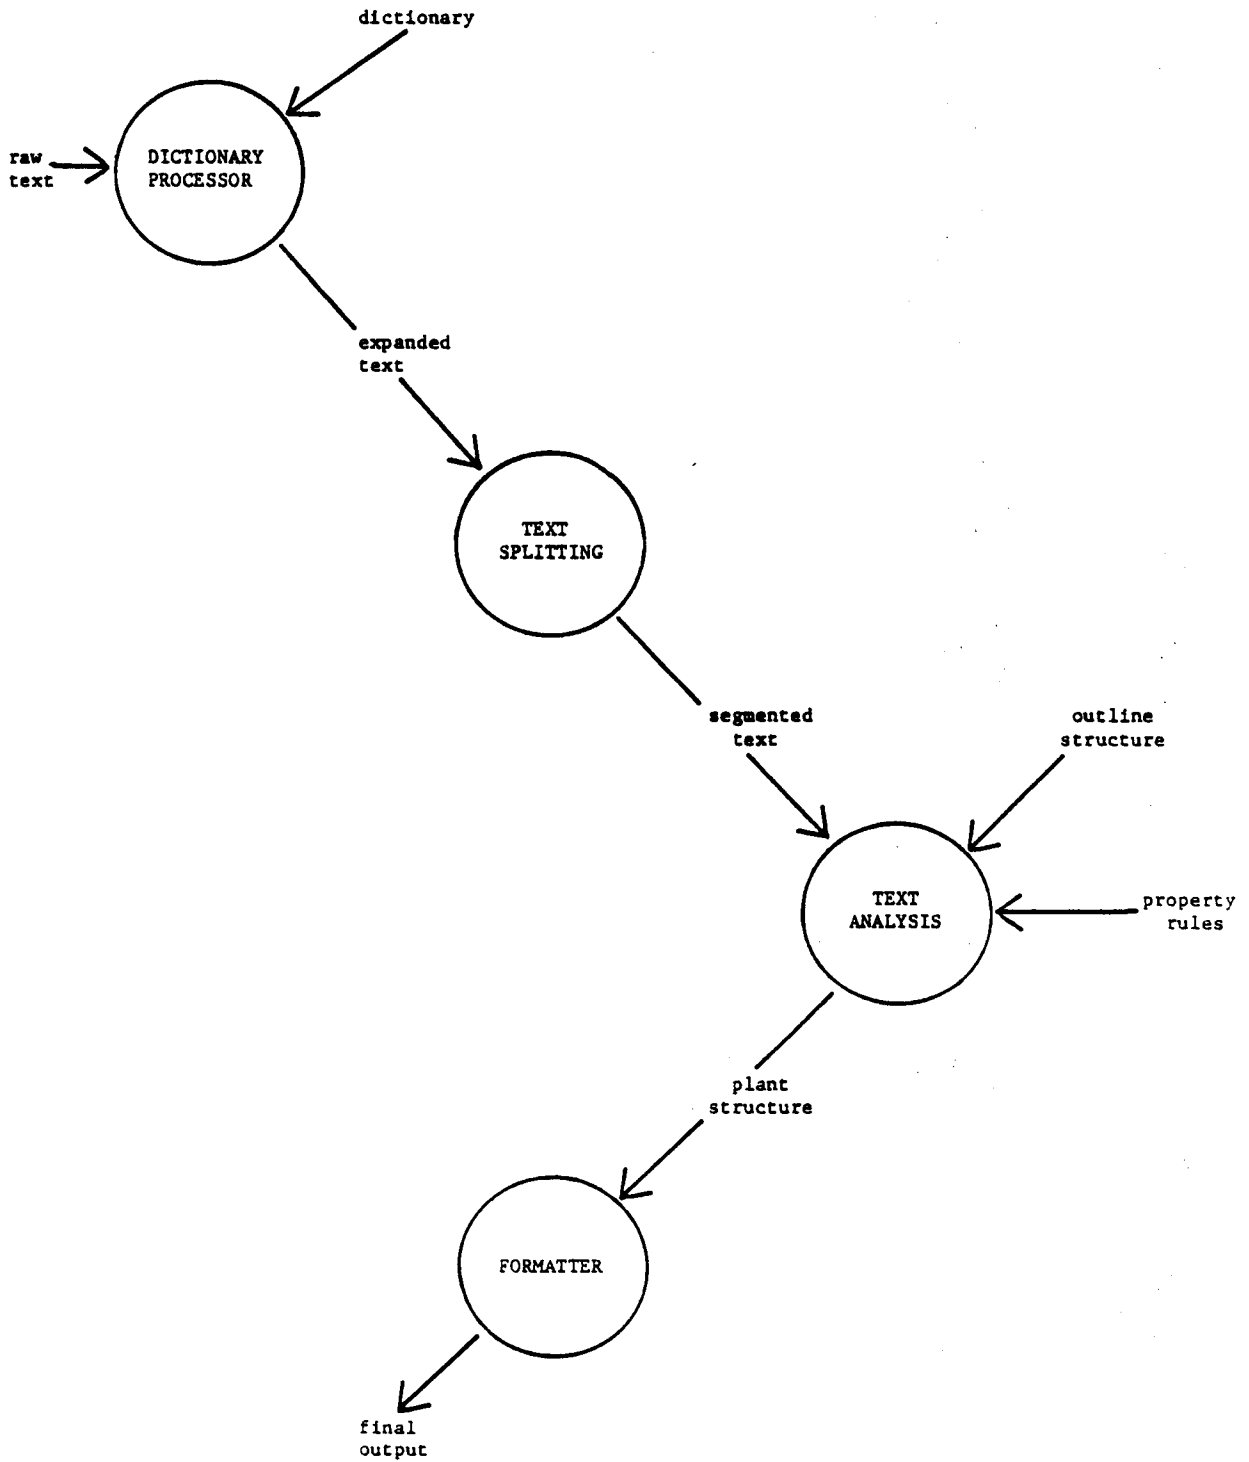 dictionary
raw
text
DICTIONARY
PROCESSOR
expanded
text
TEXT
SPLITTING
segmented
text
outline
structure
TEXT
ANALYSIS
property
rules
plant
structure
FORMATTER
final
output